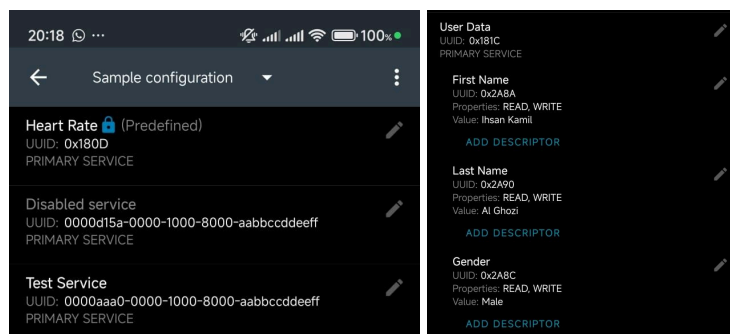 20:18 ... 100%
Sample configuration
Heart Rate (Predefined)
UUID: 0x180D
PRIMARY SERVICE
Disabled service
UUID: 0000d15a-0000-1000-8000-aabbccddeeff
PRIMARY SERVICE
Test Service
UUID: 0000aaa0-0000-1000-8000-aabbccddeeff
PRIMARY SERVICE
User Data
UUID: 0x181C
PRIMARY SERVICE
First Name
UUID: 0x2A8A
Properties: READ, WRITE
Value: Ihsan Kamil
ADD DESCRIPTOR
Last Name
UUID: 0x2A90
Properties: READ, WRITE
Value: Al Ghozi
ADD DESCRIPTOR
Gender
UUID: 0x2A8C
Properties: READ, WRITE
Value: Male
ADD DESCRIPTOR